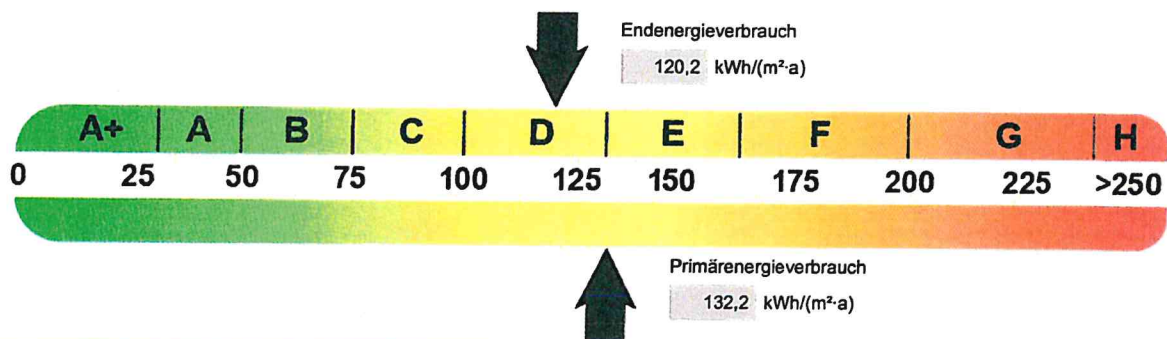 Endenergieverbrauch
120,2 kWh/(m²·a)
A+ A B C D E F G H
0 25 50 75 100 125 150 175 200 225 >250
Primärenergieverbrauch
132,2 kWh/(m²·a)